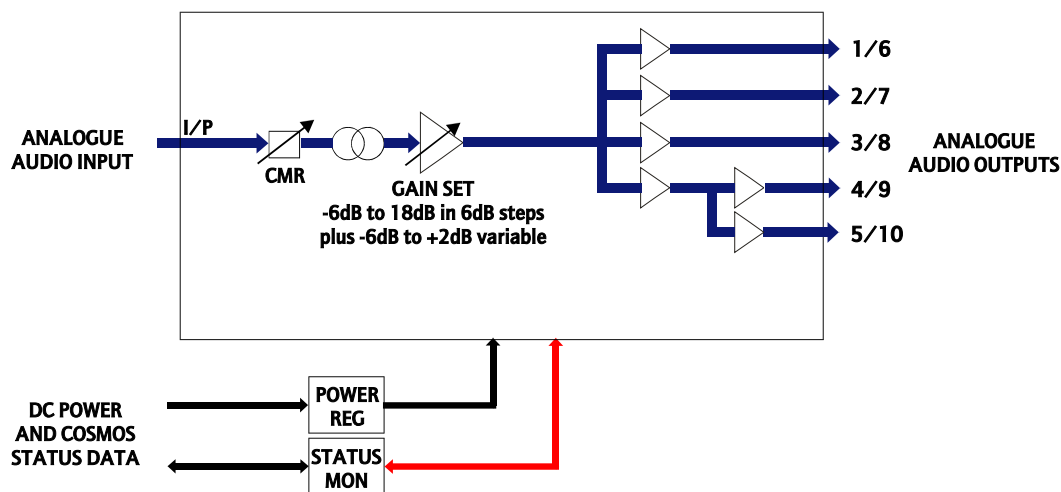 ANALOGUE
AUDIO INPUT
I/P
CMR
GAIN SET
-6dB to 18dB in 6dB steps
plus -6dB to +2dB variable
1/6
2/7
3/8
4/9
5/10
ANALOGUE
AUDIO OUTPUTS
DC POWER
AND COSMOS
STATUS DATA
POWER
REG
STATUS
MON